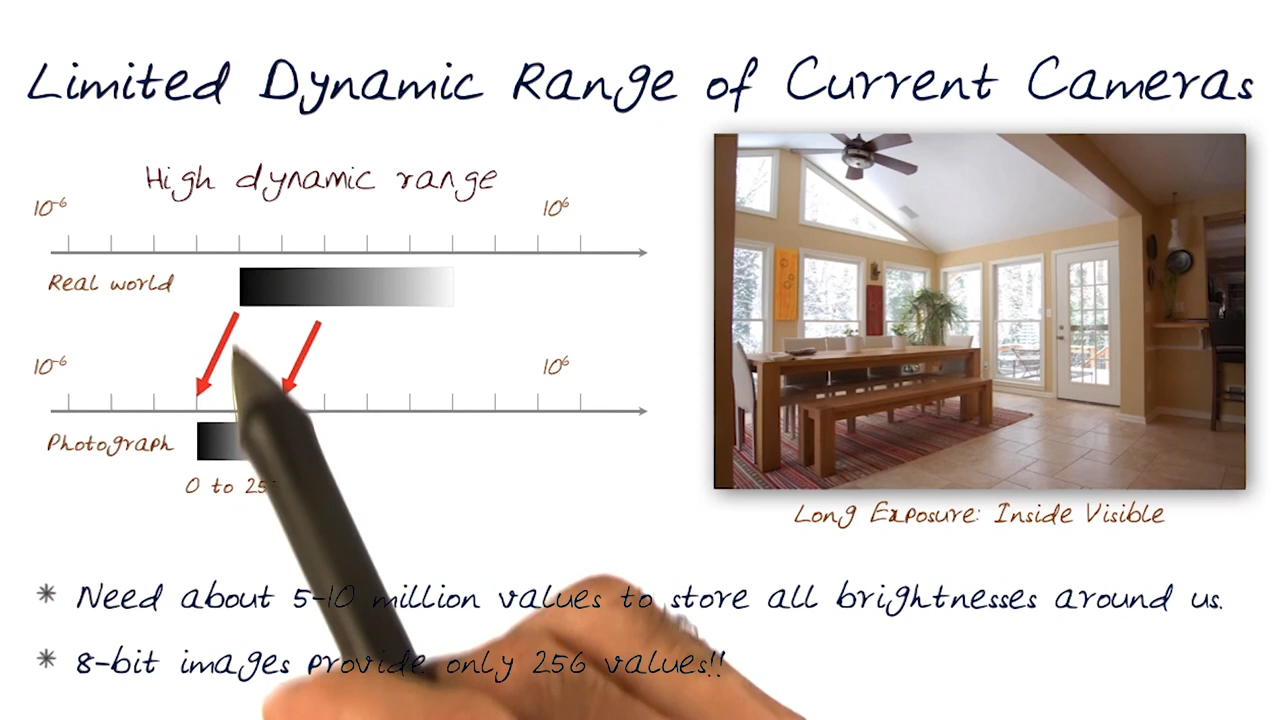 Limited Dynamic Range of Current Cameras
High dynamic range
10⁻⁶ 10⁶
Real world
10⁻⁶ 10⁶
Photograph
0 to 25
Long Exposure: Inside Visible
* Need about 5-10 million values to store all brightnesses around us.
* 8-bit images provide only 256 values!!